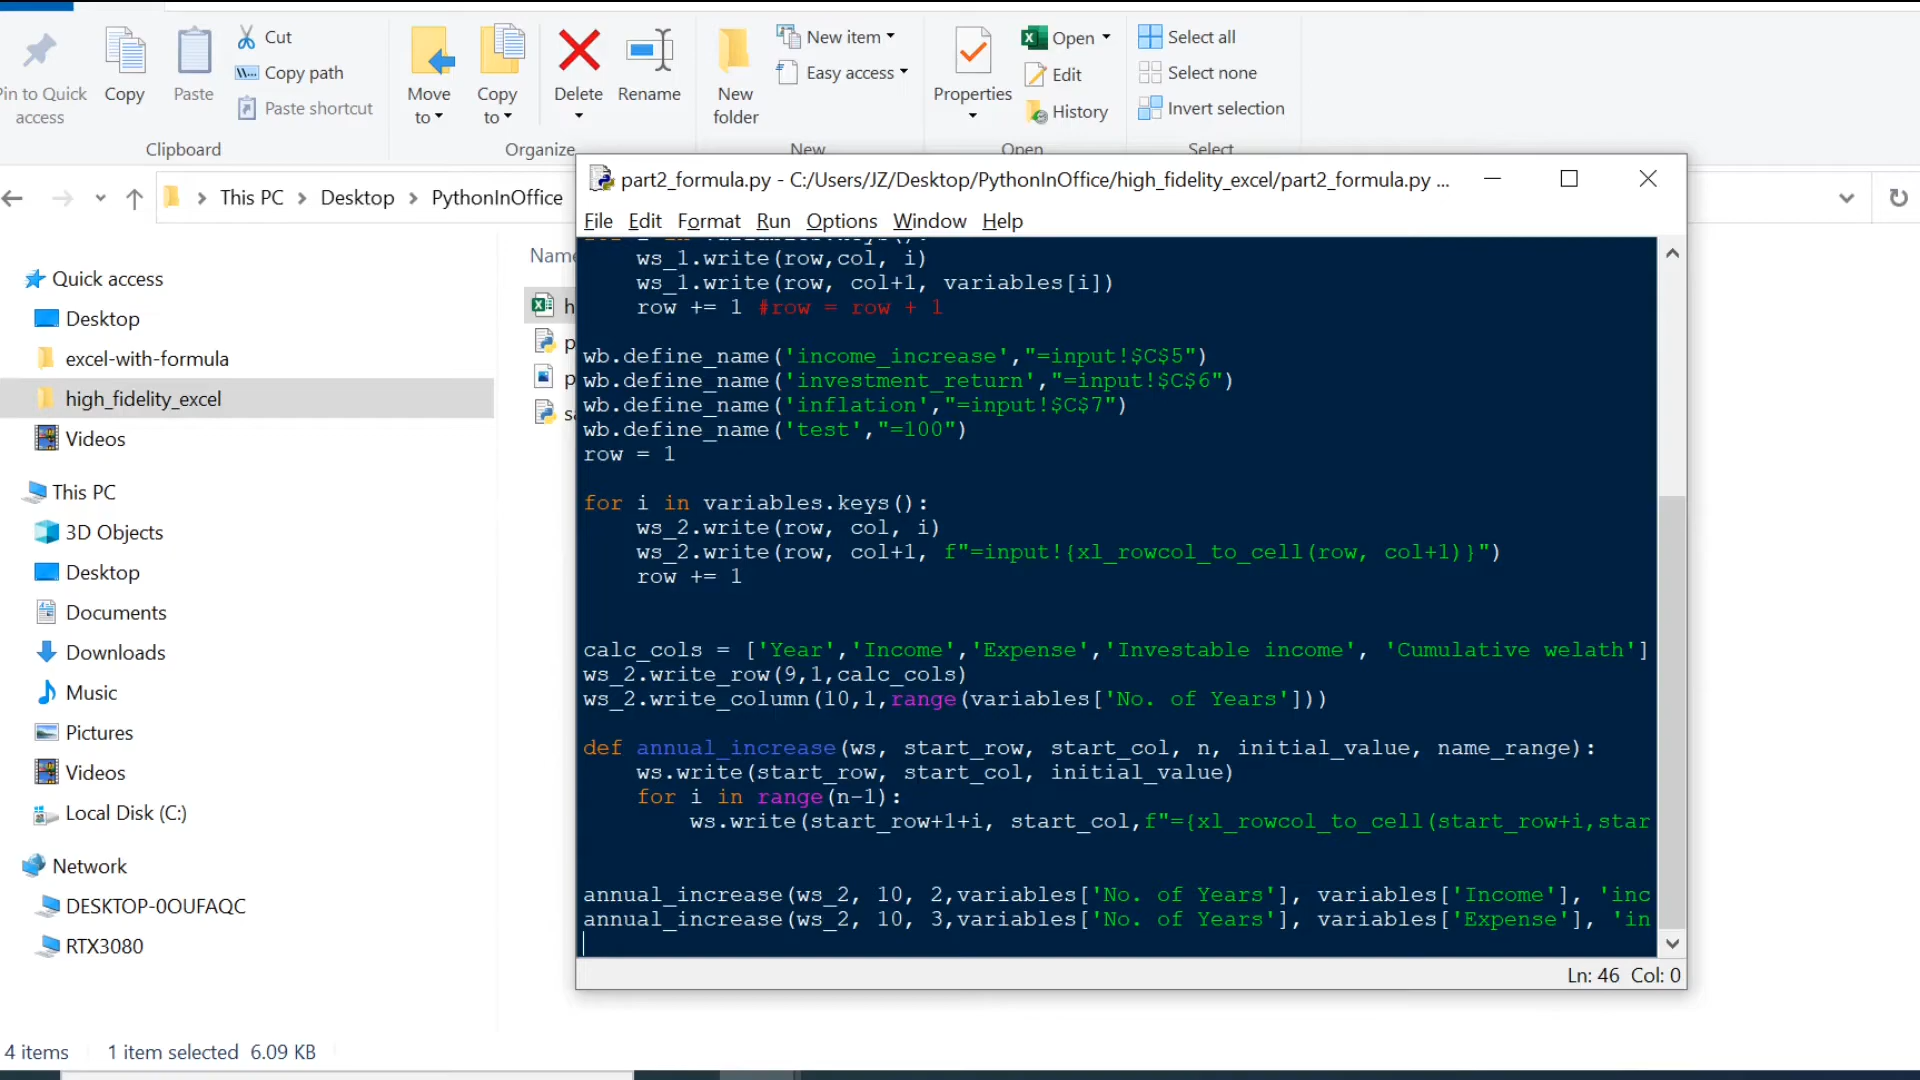 Pin to Quick access
Copy
Paste
Cut
Copy path
Paste shortcut
Clipboard
Move to
Copy to
Delete
Rename
Organize
New folder
New item
Easy access
New
Properties
Open
Edit
History
Open
Select all
Select none
Invert selection
Select
This PC
Desktop
PythonInOffice
Name
Quick access
Desktop
excel-with-formula
high_fidelity_excel
Videos
This PC
3D Objects
Desktop
Documents
Downloads
Music
Pictures
Videos
Local Disk (C:)
Network
DESKTOP-0OUFAQC
RTX3080
4 items 1 item selected 6.09 KB
h
p
p
sa
part2_formula.py - C:/Users/JZ/Desktop/PythonInOffice/high_fidelity_excel/part2_formula.py ...
File Edit Format Run Options Window Help
for i in variables.keys():
    ws_1.write(row,col, i)
    ws_1.write(row, col+1, variables[i])
    row += 1 #row = row + 1
wb.define_name('income_increase',"=input!$C$5")
wb.define_name('investment_return',"=input!$C$6")
wb.define_name('inflation',"=input!$C$7")
wb.define_name('test',"=100")
row = 1
for i in variables.keys():
    ws_2.write(row, col, i)
    ws_2.write(row, col+1, f"=input!{xl_rowcol_to_cell(row, col+1)}")
    row += 1
calc_cols = ['Year','Income','Expense','Investable income', 'Cumulative welath']
ws_2.write_row(9,1,calc_cols)
ws_2.write_column(10,1,range(variables['No. of Years']))
def annual_increase(ws, start_row, start_col, n, initial_value, name_range):
    ws.write(start_row, start_col, initial_value)
    for i in range(n-1):
        ws.write(start_row+1+i, start_col,f"={xl_rowcol_to_cell(start_row+i,star
annual_increase(ws_2, 10, 2,variables['No. of Years'], variables['Income'], 'inc
annual_increase(ws_2, 10, 3,variables['No. of Years'], variables['Expense'], 'in
Ln: 46 Col: 0